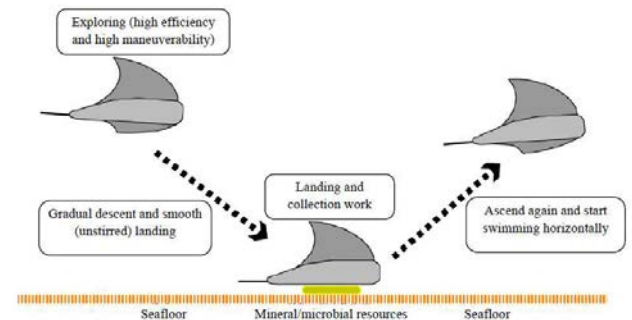 Exploring (high efficiency
and high maneuverability)
Landing and
collection work
Gradual descent and smooth
(unstirred) landing
Ascend again and start
swimming horizontally
Seafloor
Mineral/microbial resources
Seafloor